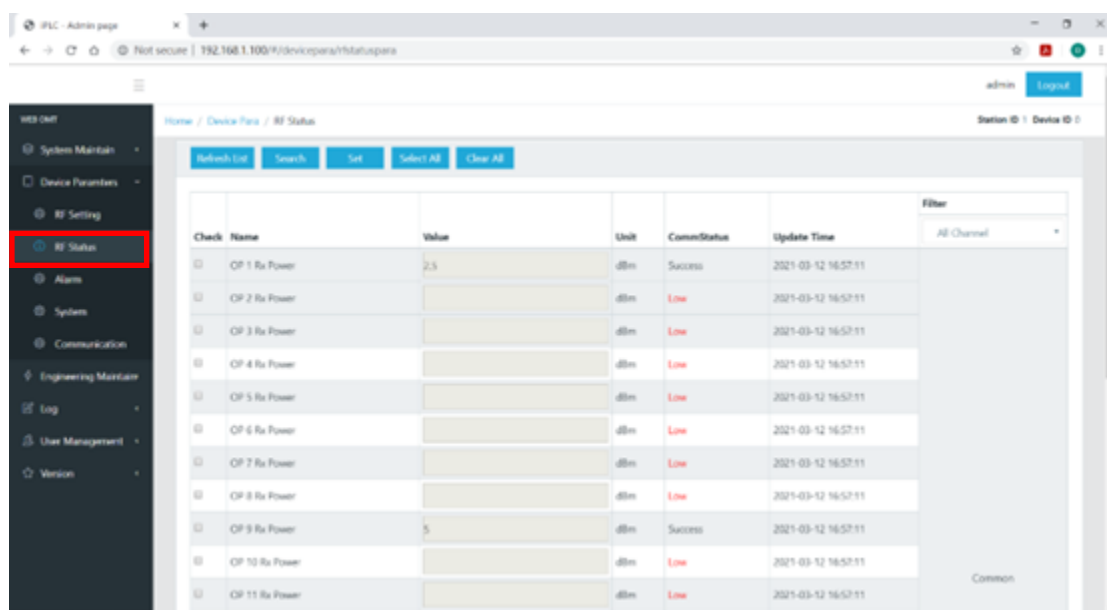 IPLC - Admin page
Not secure | 192.168.1.100/#/devicepara/rfstatuspara
admin Logout
WEB OMT
Home / Device Para / RF Status Station ID 1 Device ID 0
System Maintain
Refresh List Search Set Select All Clear All
Device Paramters
RF Setting
Filter
Check Name Value Unit CommStatus Update Time All Channel
RF Status
OP 1 Rx Power 2.5 dBm Success 2021-03-12 16:57:11
Alarm
OP 2 Rx Power dBm Low 2021-03-12 16:57:11
System
OP 3 Rx Power dBm Low 2021-03-12 16:57:11
Communication
OP 4 Rx Power dBm Low 2021-03-12 16:57:11
Engineering Maintain
OP 5 Rx Power dBm Low 2021-03-12 16:57:11
Log
OP 6 Rx Power dBm Low 2021-03-12 16:57:11
User Management
OP 7 Rx Power dBm Low 2021-03-12 16:57:11
Version
OP 8 Rx Power dBm Low 2021-03-12 16:57:11
OP 9 Rx Power 5 dBm Success 2021-03-12 16:57:11
OP 10 Rx Power dBm Low 2021-03-12 16:57:11
Common
OP 11 Rx Power dBm Low 2021-03-12 16:57:11